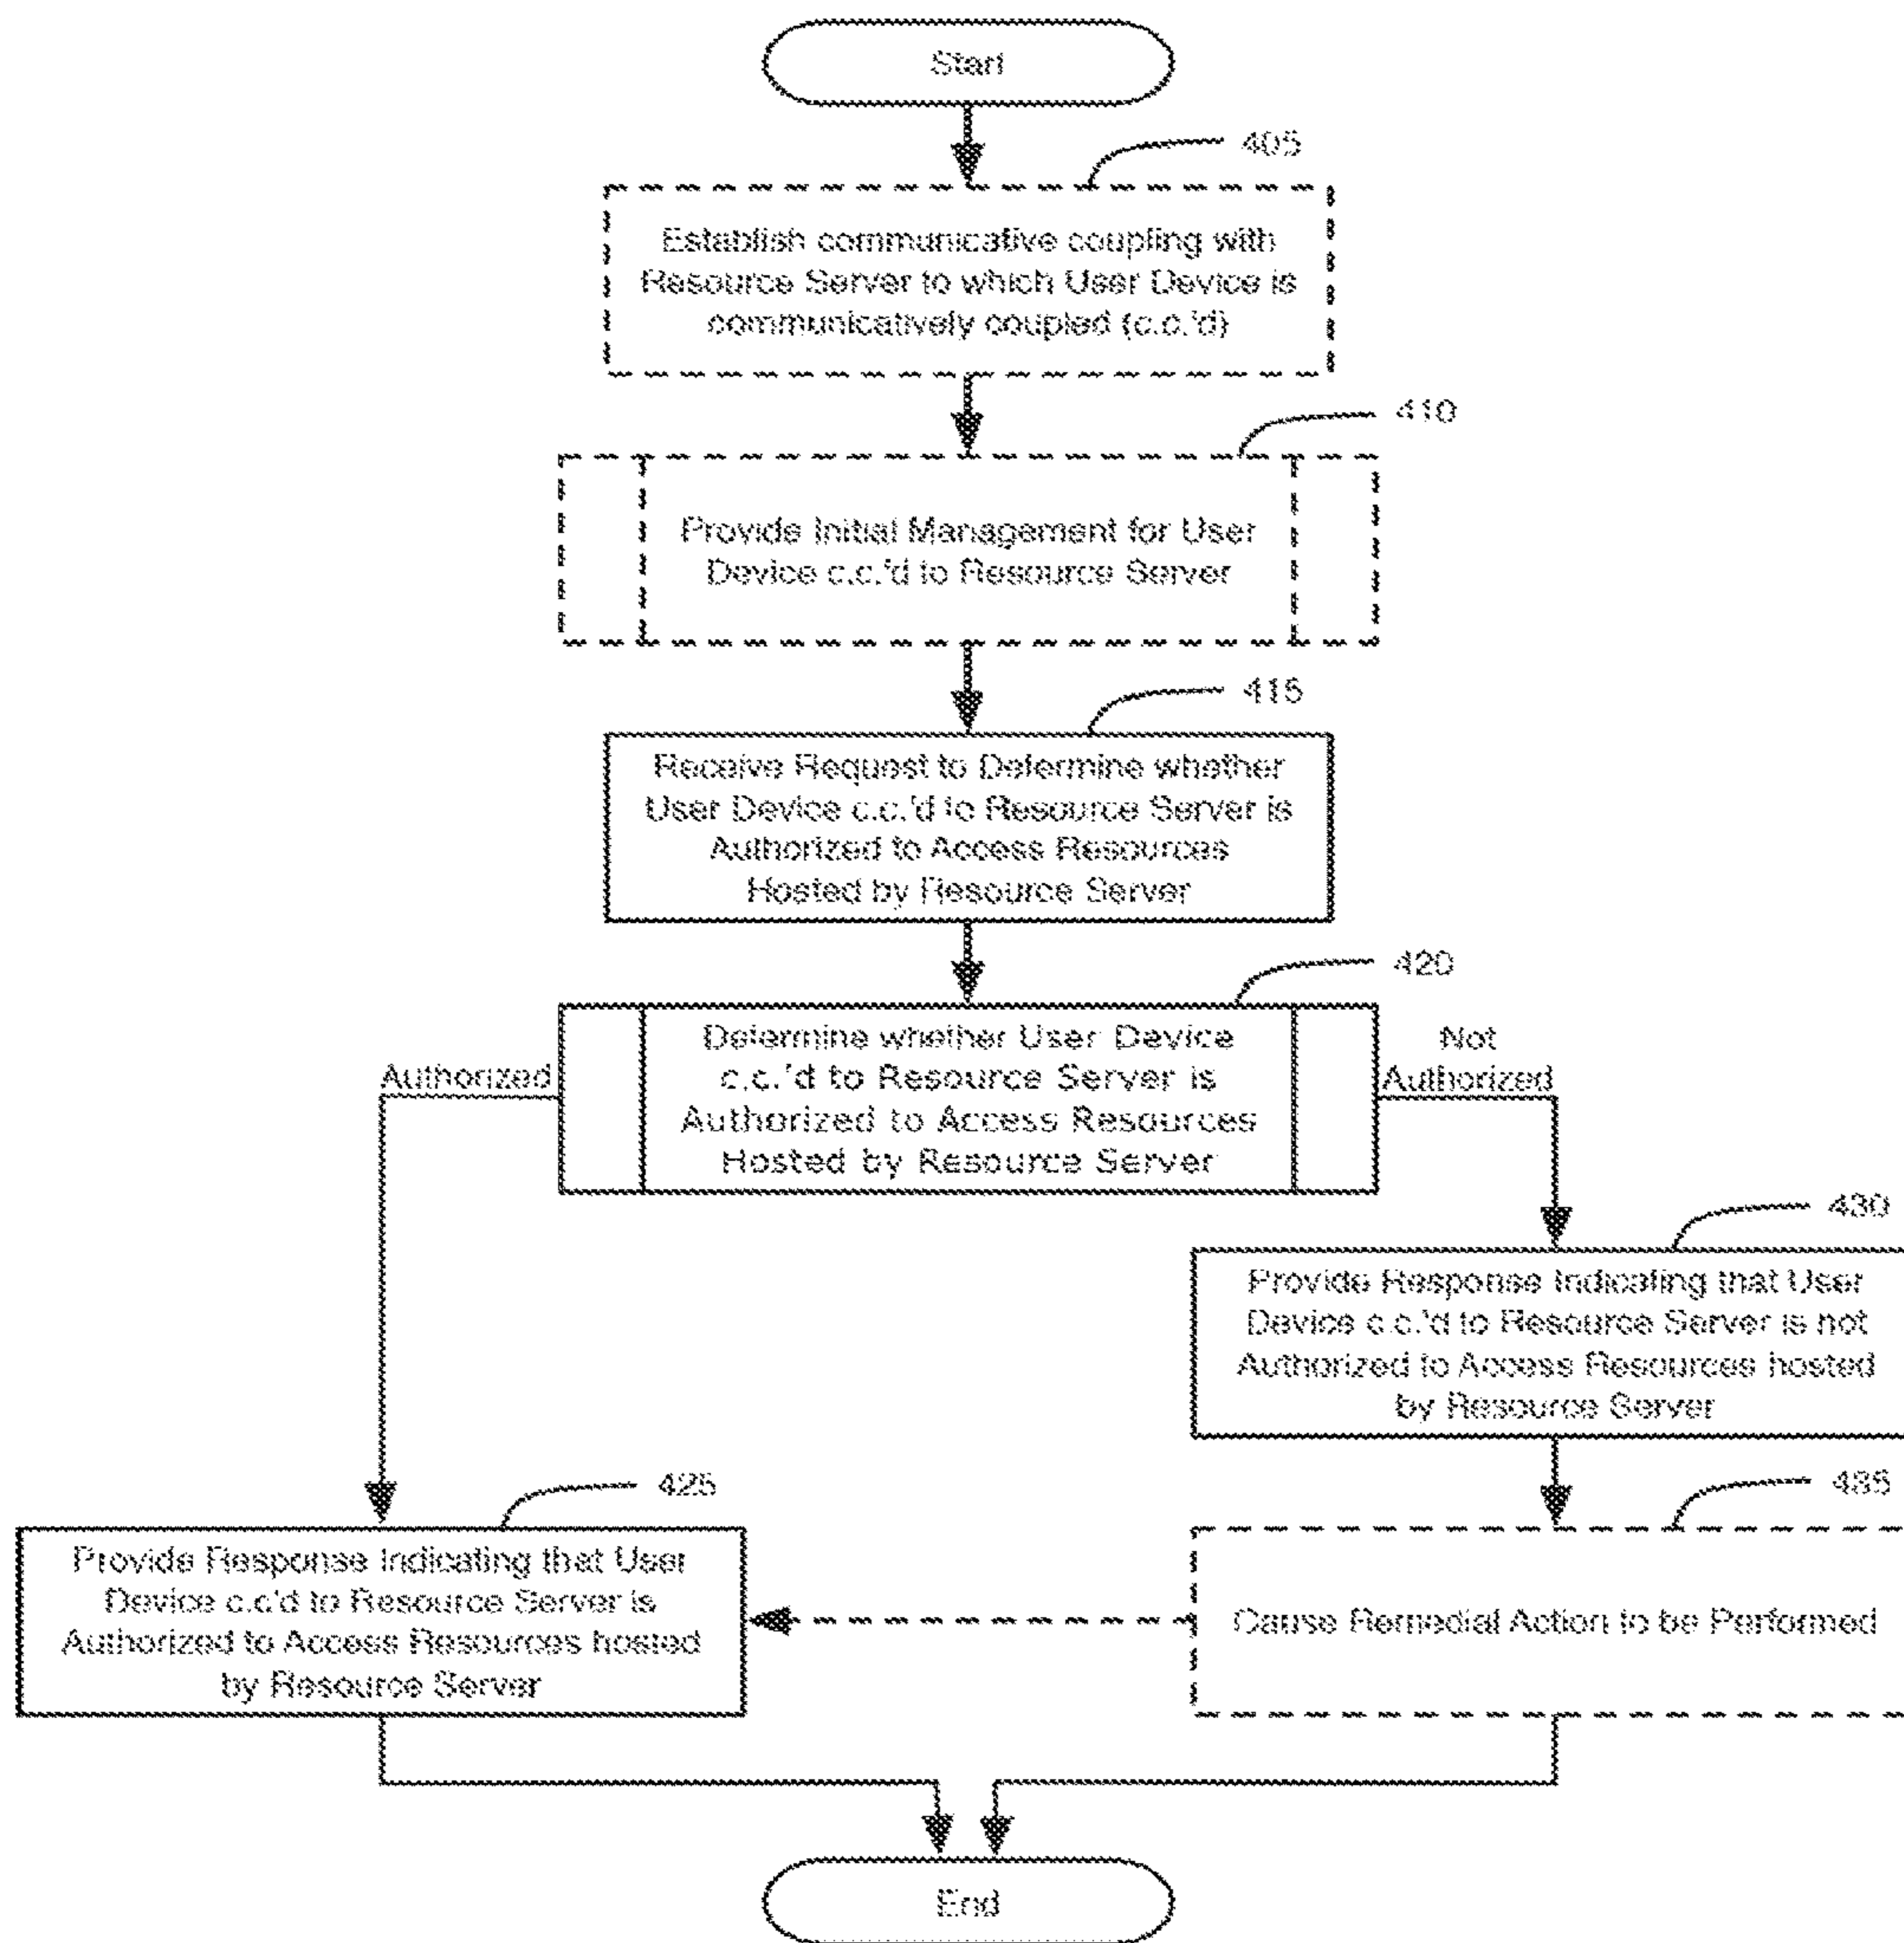 Start
405
Establish communicative coupling with
Resource Server to which User Device is
communicatively coupled (c.c.'d)
410
Provide Initial Management for User
Device c.c.'d to Resource Server
415
Receive Request to Determine whether
User Device c.c.'d to Resource Server is
Authorized to Access Resources
Hosted by Resource Server
420
Determine whether User Device
c.c.'d to Resource Server is
Authorized to Access Resources
Hosted by Resource Server
Authorized
Not
Authorized
430
Provide Response Indicating that User
Device c.c.'d to Resource Server is not
Authorized to Access Resources hosted
by Resource Server
425
Provide Response Indicating that User
Device c.c'd to Resource Server is
Authorized to Access Resources hosted
by Resource Server
435
Cause Remedial Action to be Performed
End